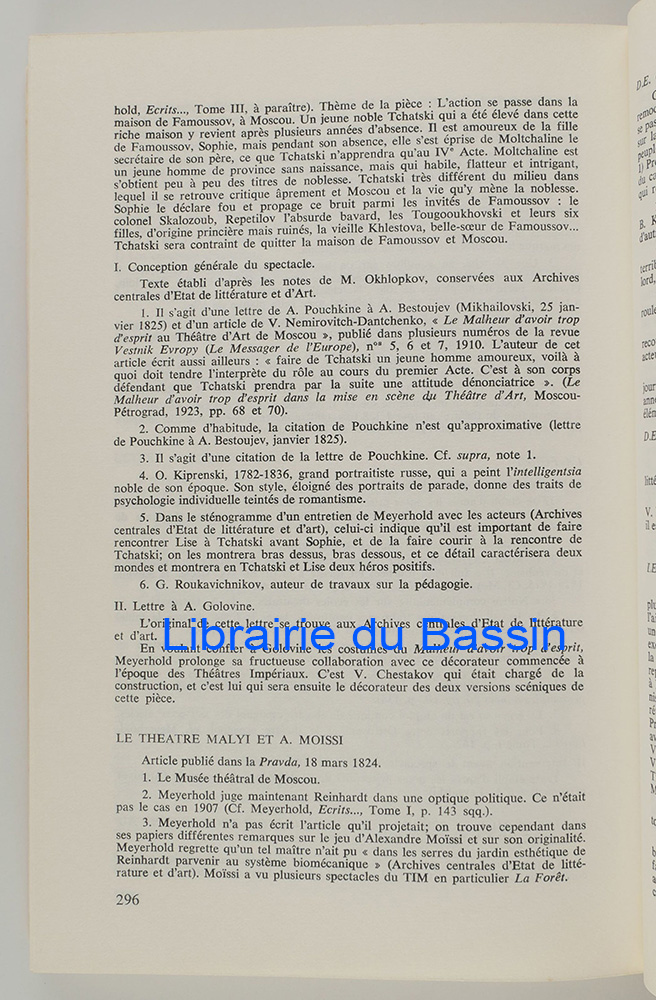 hold, Ecrits..., Tome III, à paraître). Thème de la pièce : L'action se passe dans la
maison de Famoussov, à Moscou. Un jeune noble Tchatski qui a été élevé dans cette
riche maison y revient après plusieurs années d'absence. Il est amoureux de la fille
de Famoussov, Sophie, mais pendant son absence, elle s'est éprise de Moltchaline le
secrétaire de son père, ce que Tchatski n'apprendra qu'au IVe Acte. Moltchaline est
un jeune homme de province sans naissance, mais qui habile, flatteur et intrigant,
s'obtient peu à peu des titres de noblesse. Tchatski très différent du milieu dans
lequel il se retrouve critique âprement et Moscou et la vie qu'y mène la noblesse.
Sophie le déclare fou et propage ce bruit parmi les invités de Famoussov : le
colonel Skalozoub, Repetilov l'absurde bavard, les Tougooukhovski et leurs six
filles, d'origine princière mais ruinés, la vieille Khlestova, belle-sœur de Famoussov...
Tchatski sera contraint de quitter la maison de Famoussov et Moscou.
I. Conception générale du spectacle.
Texte établi d'après les notes de M. Okhlopkov, conservées aux Archives
centrales d'Etat de littérature et d'Art.
1. Il s'agit d'une lettre de A. Pouchkine à A. Bestoujev (Mikhailovski, 25 jan-
vier 1825) et d'un article de V. Nemirovitch-Dantchenko, « Le Malheur d'avoir trop
d'esprit au Théâtre d'Art de Moscou », publié dans plusieurs numéros de la revue
Vestnik Evropy (Le Messager de l'Europe), nos 5, 6 et 7, 1910. L'auteur de cet
article écrit aussi ailleurs : « faire de Tchatski un jeune homme amoureux, voilà à
quoi doit tendre l'interprète du rôle au cours du premier Acte. C'est à son corps
défendant que Tchatski prendra par la suite une attitude dénonciatrice ». (Le
Malheur d'avoir trop d'esprit dans la mise en scène du Théâtre d'Art, Moscou-
Pétrograd, 1923, pp. 68 et 70).
2. Comme d'habitude, la citation de Pouchkine n'est qu'approximative (lettre
de Pouchkine à A. Bestoujev, janvier 1825).
3. Il s'agit d'une citation de la lettre de Pouchkine. Cf. supra, note 1.
4. O. Kiprenski, 1782-1836, grand portraitiste russe, qui a peint l'intelligentsia
noble de son époque. Son style, éloigné des portraits de parade, donne des traits de
psychologie individuelle teintés de romantisme.
5. Dans le sténogramme d'un entretien de Meyerhold avec les acteurs (Archives
centrales d'Etat de littérature et d'art), celui-ci indique qu'il est important de faire
rencontrer Lise à Tchatski avant Sophie, et de la faire courir à la rencontre de
Tchatski; on les montrera bras dessus, bras dessous, et ce détail caractérisera deux
mondes et montrera en Tchatski et Lise deux héros positifs.
6. G. Roukavichnikov, auteur de travaux sur la pédagogie.
II. Lettre à A. Golovine.
L'original de cette lettre se trouve aux Archives centrales d'Etat de littérature
et d'art.
Librairie du Bassin
En voulant confier à Golovine les costumes du Malheur d'avoir trop d'esprit,
Meyerhold prolonge sa fructueuse collaboration avec ce décorateur commencée à
l'époque des Théâtres Impériaux. C'est V. Chestakov qui était chargé de la
construction, et c'est lui qui sera ensuite le décorateur des deux versions scéniques de
cette pièce.
LE THEATRE MALYI ET A. MOISSI
Article publié dans la Pravda, 18 mars 1824.
1. Le Musée théâtral de Moscou.
2. Meyerhold juge maintenant Reinhardt dans une optique politique. Ce n'était
pas le cas en 1907 (Cf. Meyerhold, Ecrits..., Tome I, p. 143 sqq.).
3. Meyerhold n'a pas écrit l'article qu'il projetait; on trouve cependant dans
ses papiers différentes remarques sur le jeu d'Alexandre Moïssi et sur son originalité.
Meyerhold regrette qu'un tel maître n'ait pu « dans les serres du jardin esthétique de
Reinhardt parvenir au système biomécanique » (Archives centrales d'Etat de litté-
rature et d'art). Moïssi a vu plusieurs spectacles du TIM en particulier La Forêt.
296